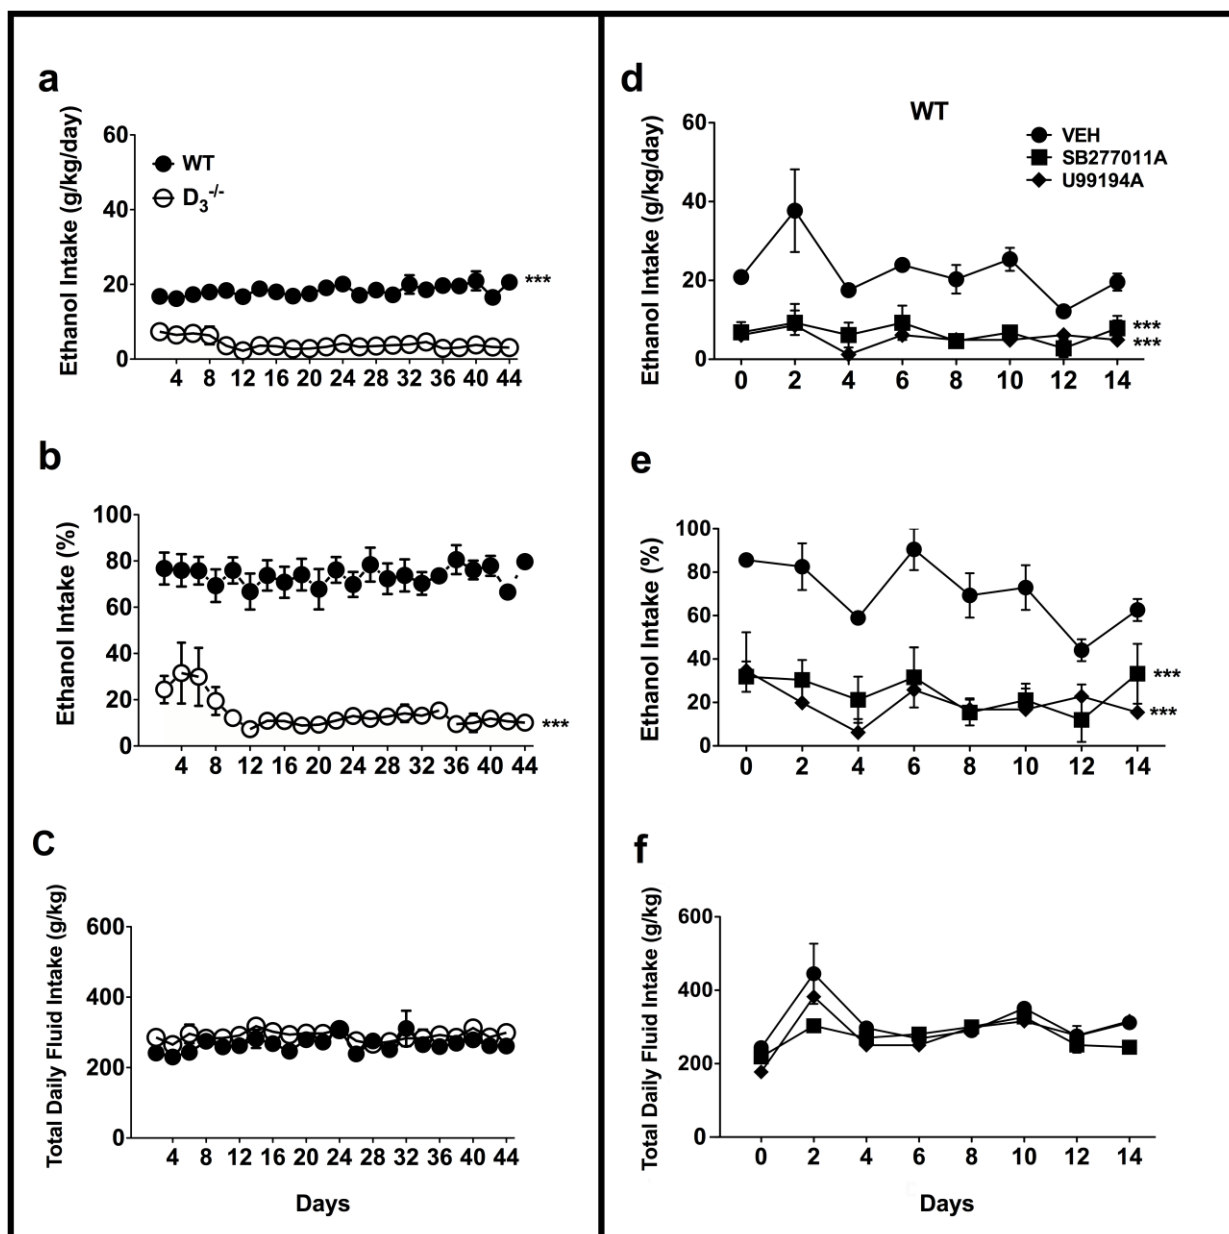 a
Ethanol Intake (g/kg/day)
60
40
20
0
WT
D3-/-
***
4 8 12 16 20 24 28 32 36 40 44
b
Ethanol Intake (%)
100
80
60
40
20
0
***
4 8 12 16 20 24 28 32 36 40 44
C
Total Daily Fluid Intake (g/kg)
600
400
200
0
4 8 12 16 20 24 28 32 36 40 44
Days
d
WT
Ethanol Intake (g/kg/day)
60
40
20
0
VEH
SB277011A
U99194A
***
***
0 2 4 6 8 10 12 14
e
Ethanol Intake (%)
100
80
60
40
20
0
***
***
0 2 4 6 8 10 12 14
f
Total Daily Fluid Intake (g/kg)
600
400
200
0
0 2 4 6 8 10 12 14
Days